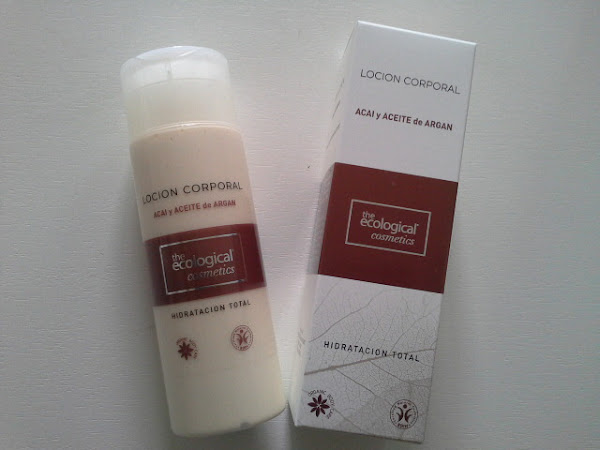 LOCION CORPORAL
ACAI y ACEITE de ARGAN
the
ecological
cosmetics
HIDRATACION TOTAL
LOCION CORPORAL
ACAI y ACEITE de ARGAN
the
ecological
cosmetics
HIDRATACION TOTAL